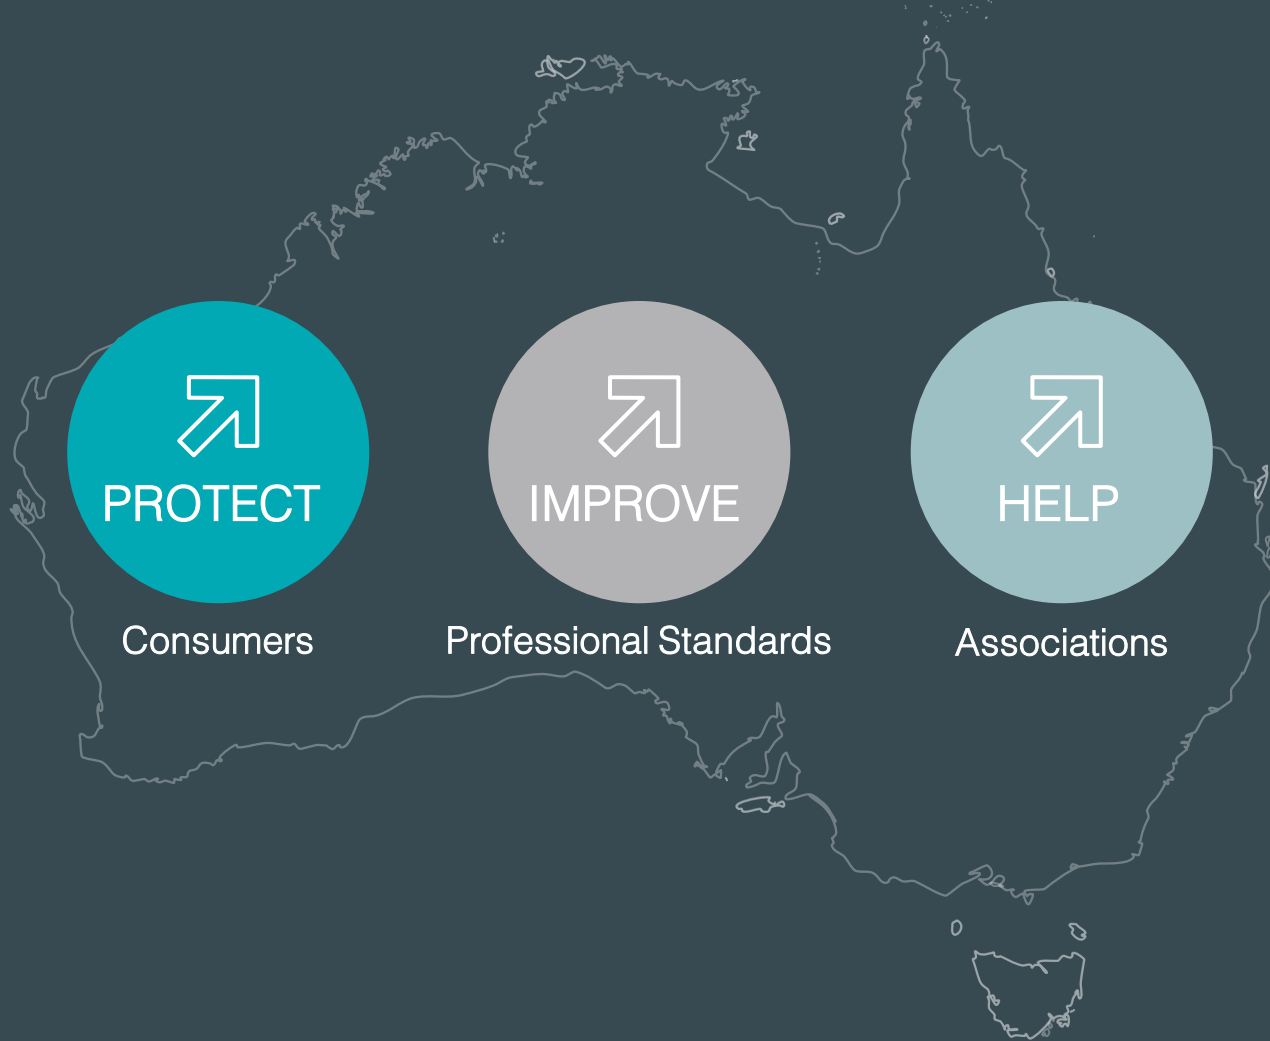 PROTECT
Consumers
IMPROVE
Professional Standards
HELP
Associations